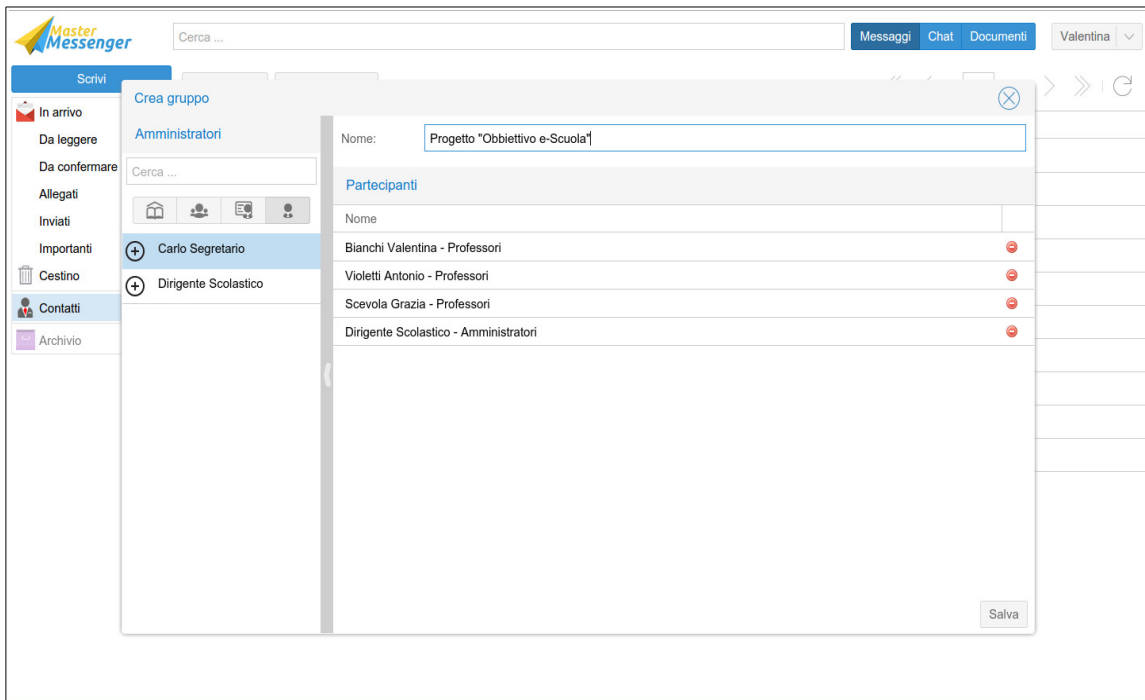 Master
Messenger
Cerca ...
Messaggi Chat Documenti
Valentina
Scrivi
In arrivo
Da leggere
Da confermare
Allegati
Inviati
Importanti
Cestino
Contatti
Archivio
Crea gruppo
Amministratori
Cerca ...
Carlo Segretario
Dirigente Scolastico
Nome: Progetto "Obbiettivo e-Scuola"
Partecipanti
Nome
Bianchi Valentina - Professori
Violetti Antonio - Professori
Scevola Grazia - Professori
Dirigente Scolastico - Amministratori
Salva